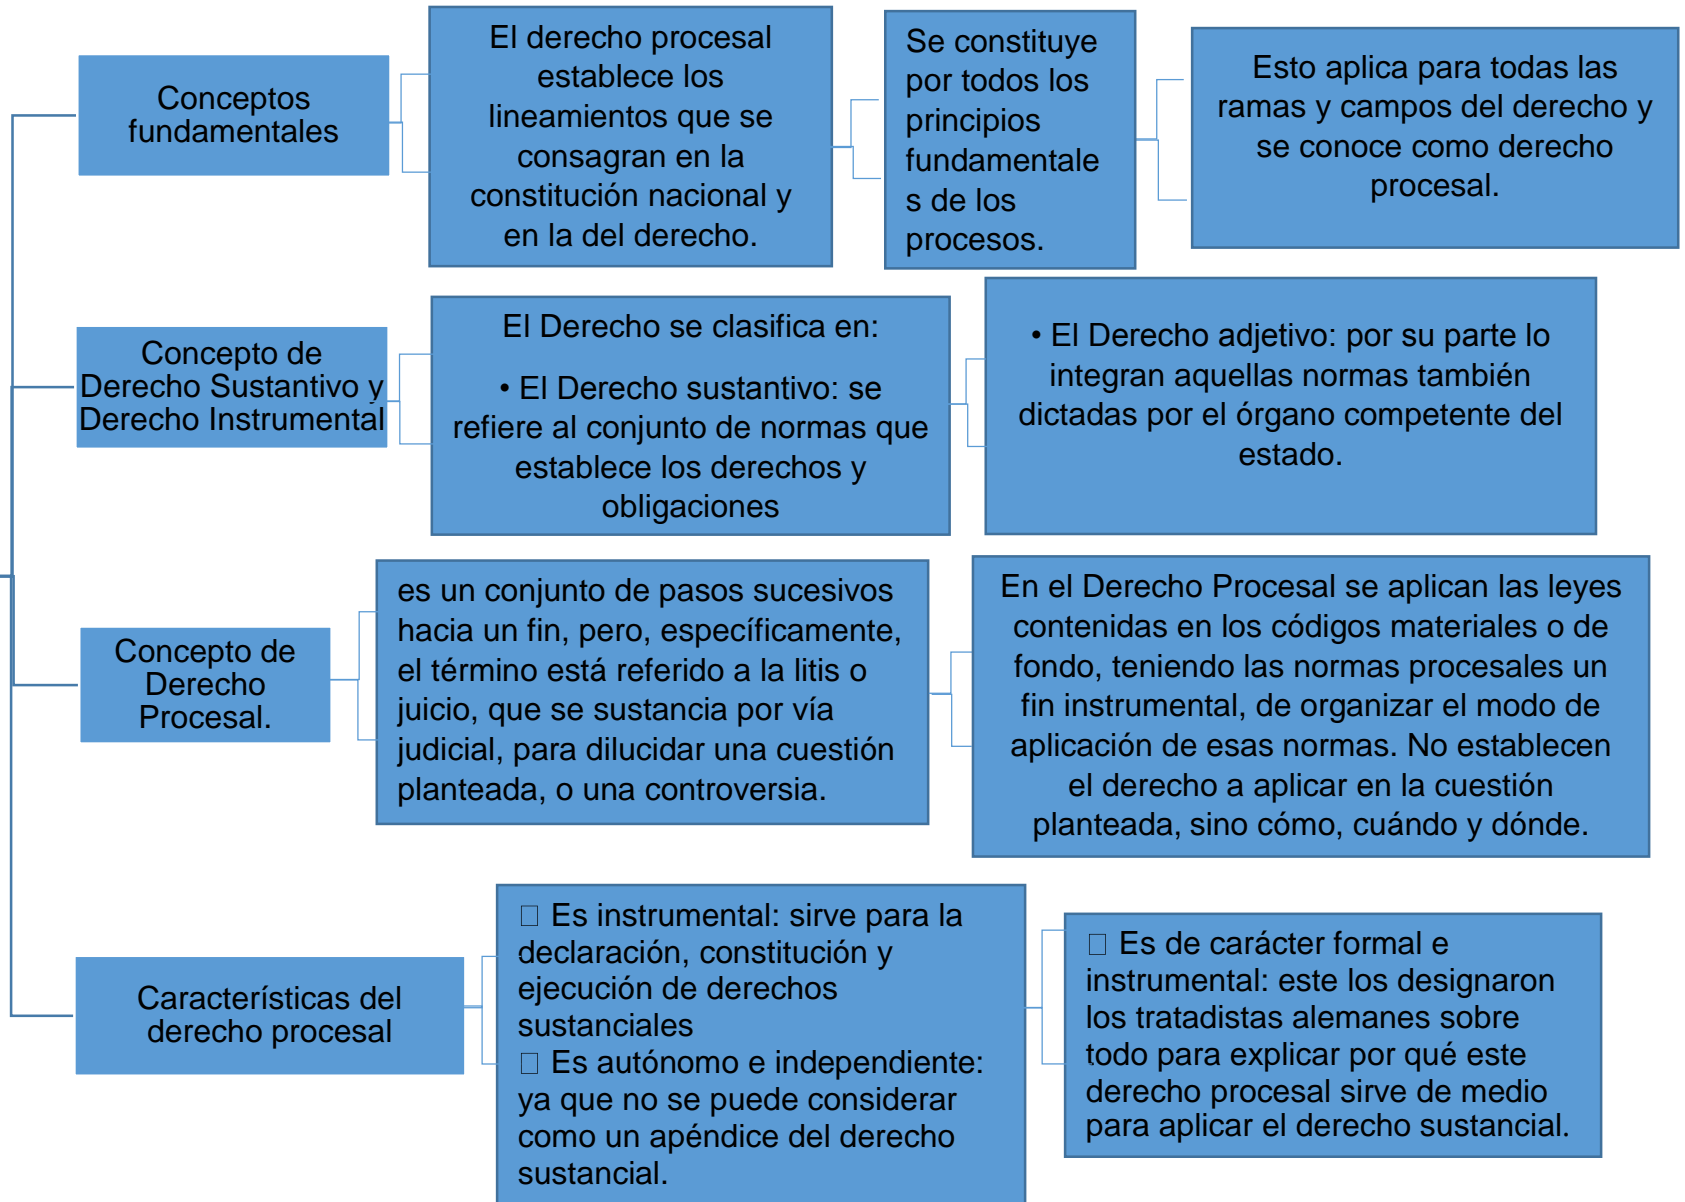 Conceptos
fundamentales
El derecho procesal
establece los
lineamientos que se
consagran en la
constitución nacional y
en la del derecho.
Se constituye
por todos los
principios
fundamentale
s de los
procesos.
Esto aplica para todas las
ramas y campos del derecho y
se conoce como derecho
procesal.
Concepto de
Derecho Sustantivo y
Derecho Instrumental
El Derecho se clasifica en:
• El Derecho sustantivo: se
refiere al conjunto de normas que
establece los derechos y
obligaciones
• El Derecho adjetivo: por su parte lo
integran aquellas normas también
dictadas por el órgano competente del
estado.
Concepto de
Derecho
Procesal.
es un conjunto de pasos sucesivos
hacia un fin, pero, específicamente,
el término está referido a la litis o
juicio, que se sustancia por vía
judicial, para dilucidar una cuestión
planteada, o una controversia.
En el Derecho Procesal se aplican las leyes
contenidas en los códigos materiales o de
fondo, teniendo las normas procesales un
fin instrumental, de organizar el modo de
aplicación de esas normas. No establecen
el derecho a aplicar en la cuestión
planteada, sino cómo, cuándo y dónde.
Características del
derecho procesal
 Es instrumental: sirve para la
declaración, constitución y
ejecución de derechos
sustanciales
 Es autónomo e independiente:
ya que no se puede considerar
como un apéndice del derecho
sustancial.
 Es de carácter formal e
instrumental: este los designaron
los tratadistas alemanes sobre
todo para explicar por qué este
derecho procesal sirve de medio
para aplicar el derecho sustancial.